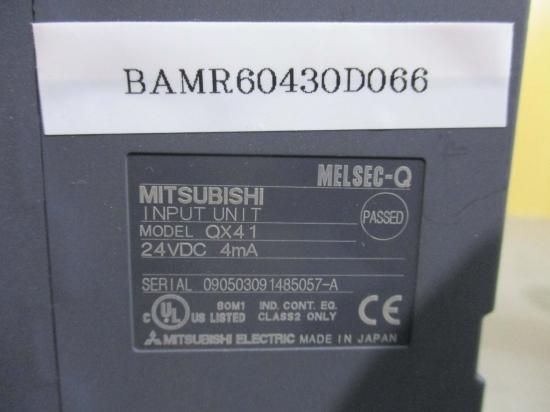 BAMR60430D066
MELSEC-Q
MITSUBISHI
INPUT UNIT
PASSED
MODEL QX41
24VDC 4mA
SERIAL 090503091485057-A
C UL US LISTED 80M1 IND. CONT. EQ. CLASS2 ONLY CE
MITSUBISHI ELECTRIC MADE IN JAPAN